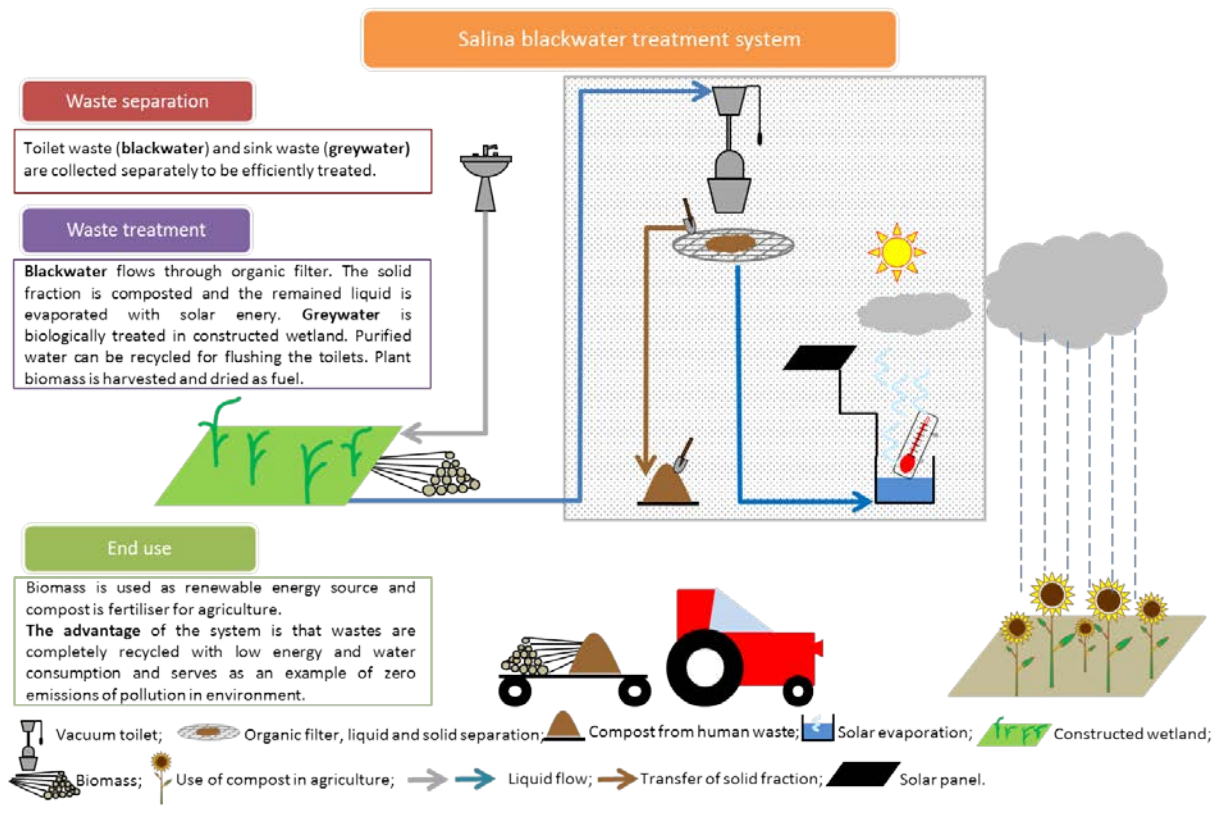 Salina blackwater treatment system
Waste separation
Toilet waste (blackwater) and sink waste (greywater)
are collected separately to be efficiently treated.
Waste treatment
Blackwater flows through organic filter. The solid
fraction is composted and the remained liquid is
evaporated with solar enery. Greywater is
biologically treated in constructed wetland. Purified
water can be recycled for flushing the toilets. Plant
biomass is harvested and dried as fuel.
End use
Biomass is used as renewable energy source and
compost is fertiliser for agriculture.
The advantage of the system is that wastes are
completely recycled with low energy and water
consumption and serves as an example of zero
emissions of pollution in environment.
Vacuum toilet; Organic filter, liquid and solid separation; Compost from human waste; Solar evaporation; Constructed wetland;
Biomass; Use of compost in agriculture; Liquid flow; Transfer of solid fraction; Solar panel.